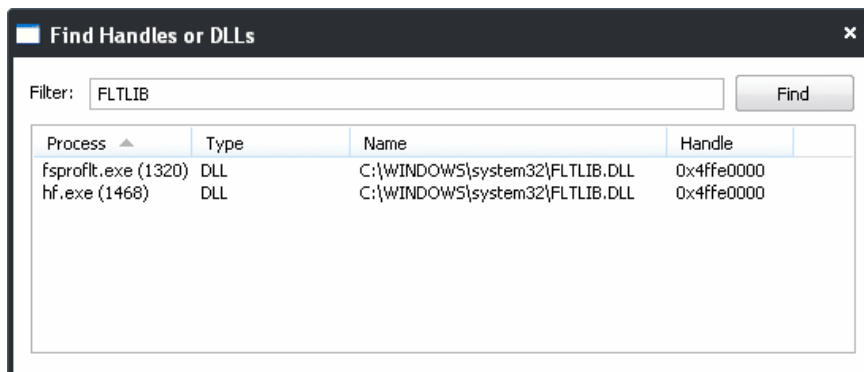 Find Handles or DLLs
Filter: FLTLIB Find
Process Type Name Handle
fsproflt.exe (1320) DLL C:\WINDOWS\system32\FLTLIB.DLL 0x4ffe0000
hf.exe (1468) DLL C:\WINDOWS\system32\FLTLIB.DLL 0x4ffe0000